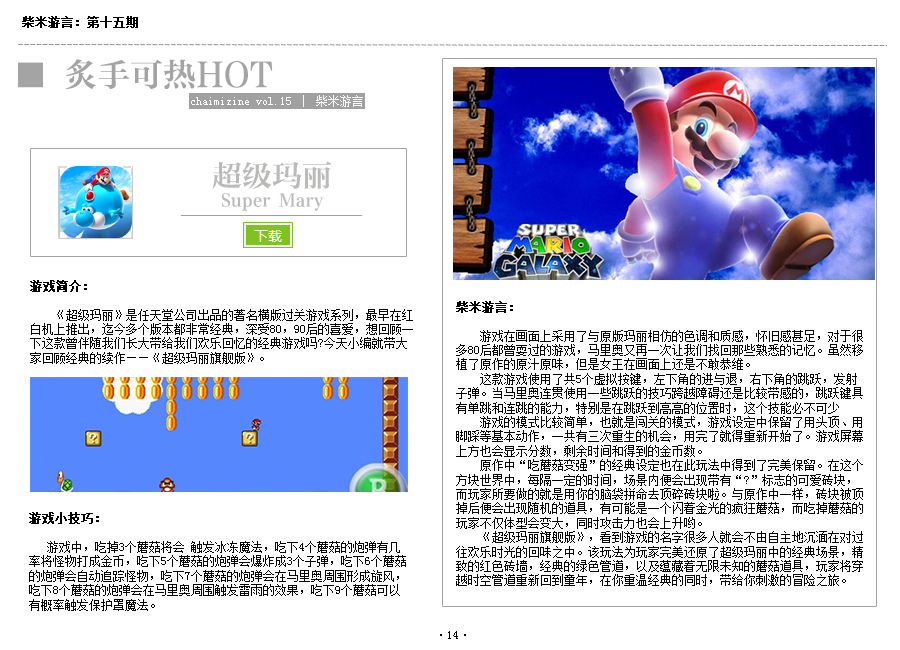 柴米游言：第十五期
炙手可热HOT
chaimizine vol.15 | 柴米游言
超级玛丽
Super Mary
下载
游戏简介：
《超级玛丽》是任天堂公司出品的著名横版过关游戏系列，最早在红
白机上推出，迄今多个版本都非常经典，深受80，90后的喜爱，想回顾一
下这款曾伴随我们长大带给我们欢乐回忆的经典游戏吗?今天小编就带大
家回顾经典的续作——《超级玛丽旗舰版》。
?
?
B
游戏小技巧：
游戏中，吃掉3个蘑菇将会 触发冰冻魔法，吃下4个蘑菇的炮弹有几
率将怪物打成金币，吃下5个蘑菇的炮弹会爆炸成3个子弹，吃下6个蘑菇
的炮弹会自动追踪怪物，吃下7个蘑菇的炮弹会在马里奥周围形成旋风，
吃下8个蘑菇的炮弹会在马里奥周围触发雷雨的效果，吃下9个蘑菇可以
有概率触发保护罩魔法。
M
SUPER
MARIO
GALAXY
柴米游言：
游戏在画面上采用了与原版玛丽相仿的色调和质感，怀旧感甚足，对于很
多80后都曾耍过的游戏，马里奥又再一次让我们找回那些熟悉的记忆。虽然移
植了原作的原汁原味，但是女王在画面上还是不敢恭维。
这款游戏使用了共5个虚拟按键，左下角的进与退，右下角的跳跃，发射
子弹。当马里奥连贯使用一些跳跃的技巧跨越障碍还是比较带感的，跳跃键具
有单跳和连跳的能力，特别是在跳跃到高高的位置时，这个技能必不可少
游戏的模式比较简单，也就是闯关的模式，游戏设定中保留了用头顶、用
脚踩等基本动作，一共有三次重生的机会，用完了就得重新开始了。游戏屏幕
上方也会显示分数，剩余时间和得到的金币数。
原作中“吃蘑菇变强”的经典设定也在此玩法中得到了完美保留。在这个
方块世界中，每隔一定的时间，场景内便会出现带有“?”标志的可爱砖块，
而玩家所要做的就是用你的脑袋拼命去顶碎砖块啦。与原作中一样，砖块被顶
掉后便会出现随机的道具，有可能是一个闪着金光的疯狂蘑菇，而吃掉蘑菇的
玩家不仅体型会变大，同时攻击力也会上升哟。
《超级玛丽旗舰版》，看到游戏的名字很多人就会不由自主地沉湎在对过
往欢乐时光的回味之中。该玩法为玩家完美还原了超级玛丽中的经典场景，精
致的红色砖墙，经典的绿色管道，以及蕴藏着无限未知的蘑菇道具，玩家将穿
越时空管道重新回到童年，在你重温经典的同时，带给你刺激的冒险之旅。
· 14 ·